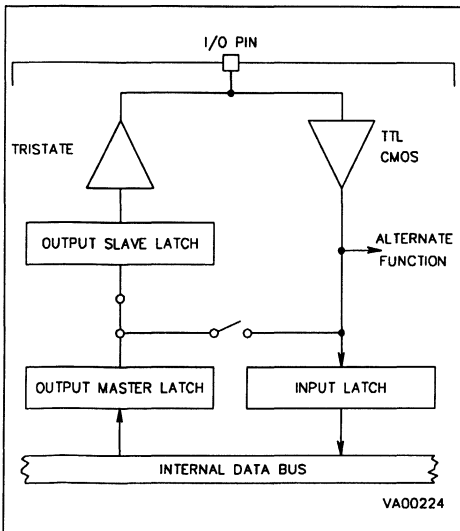 I/O PIN
TRISTATE
TTL
CMOS
OUTPUT SLAVE LATCH
ALTERNATE
FUNCTION
OUTPUT MASTER LATCH
INPUT LATCH
INTERNAL DATA BUS
VA00224